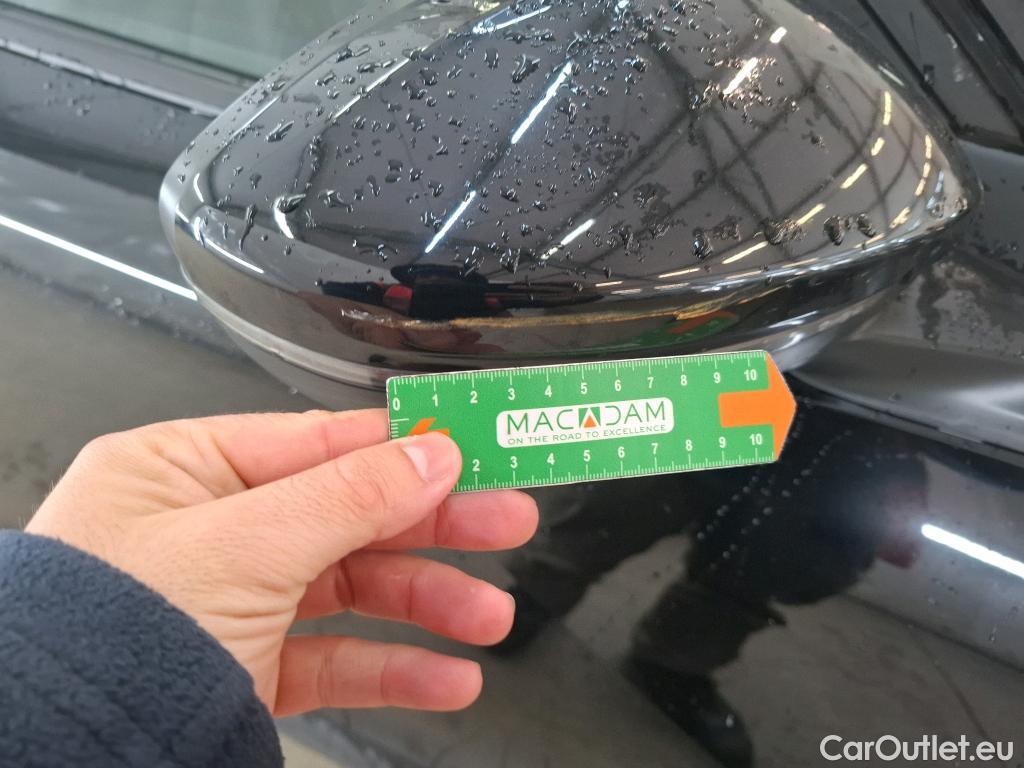 0 1 2 3 4 5 6 7 8 9 10
MACADAM
ON THE ROAD TO EXCELLENCE
2 3 4 5 6 7 8 9 10
CarOutlet.eu